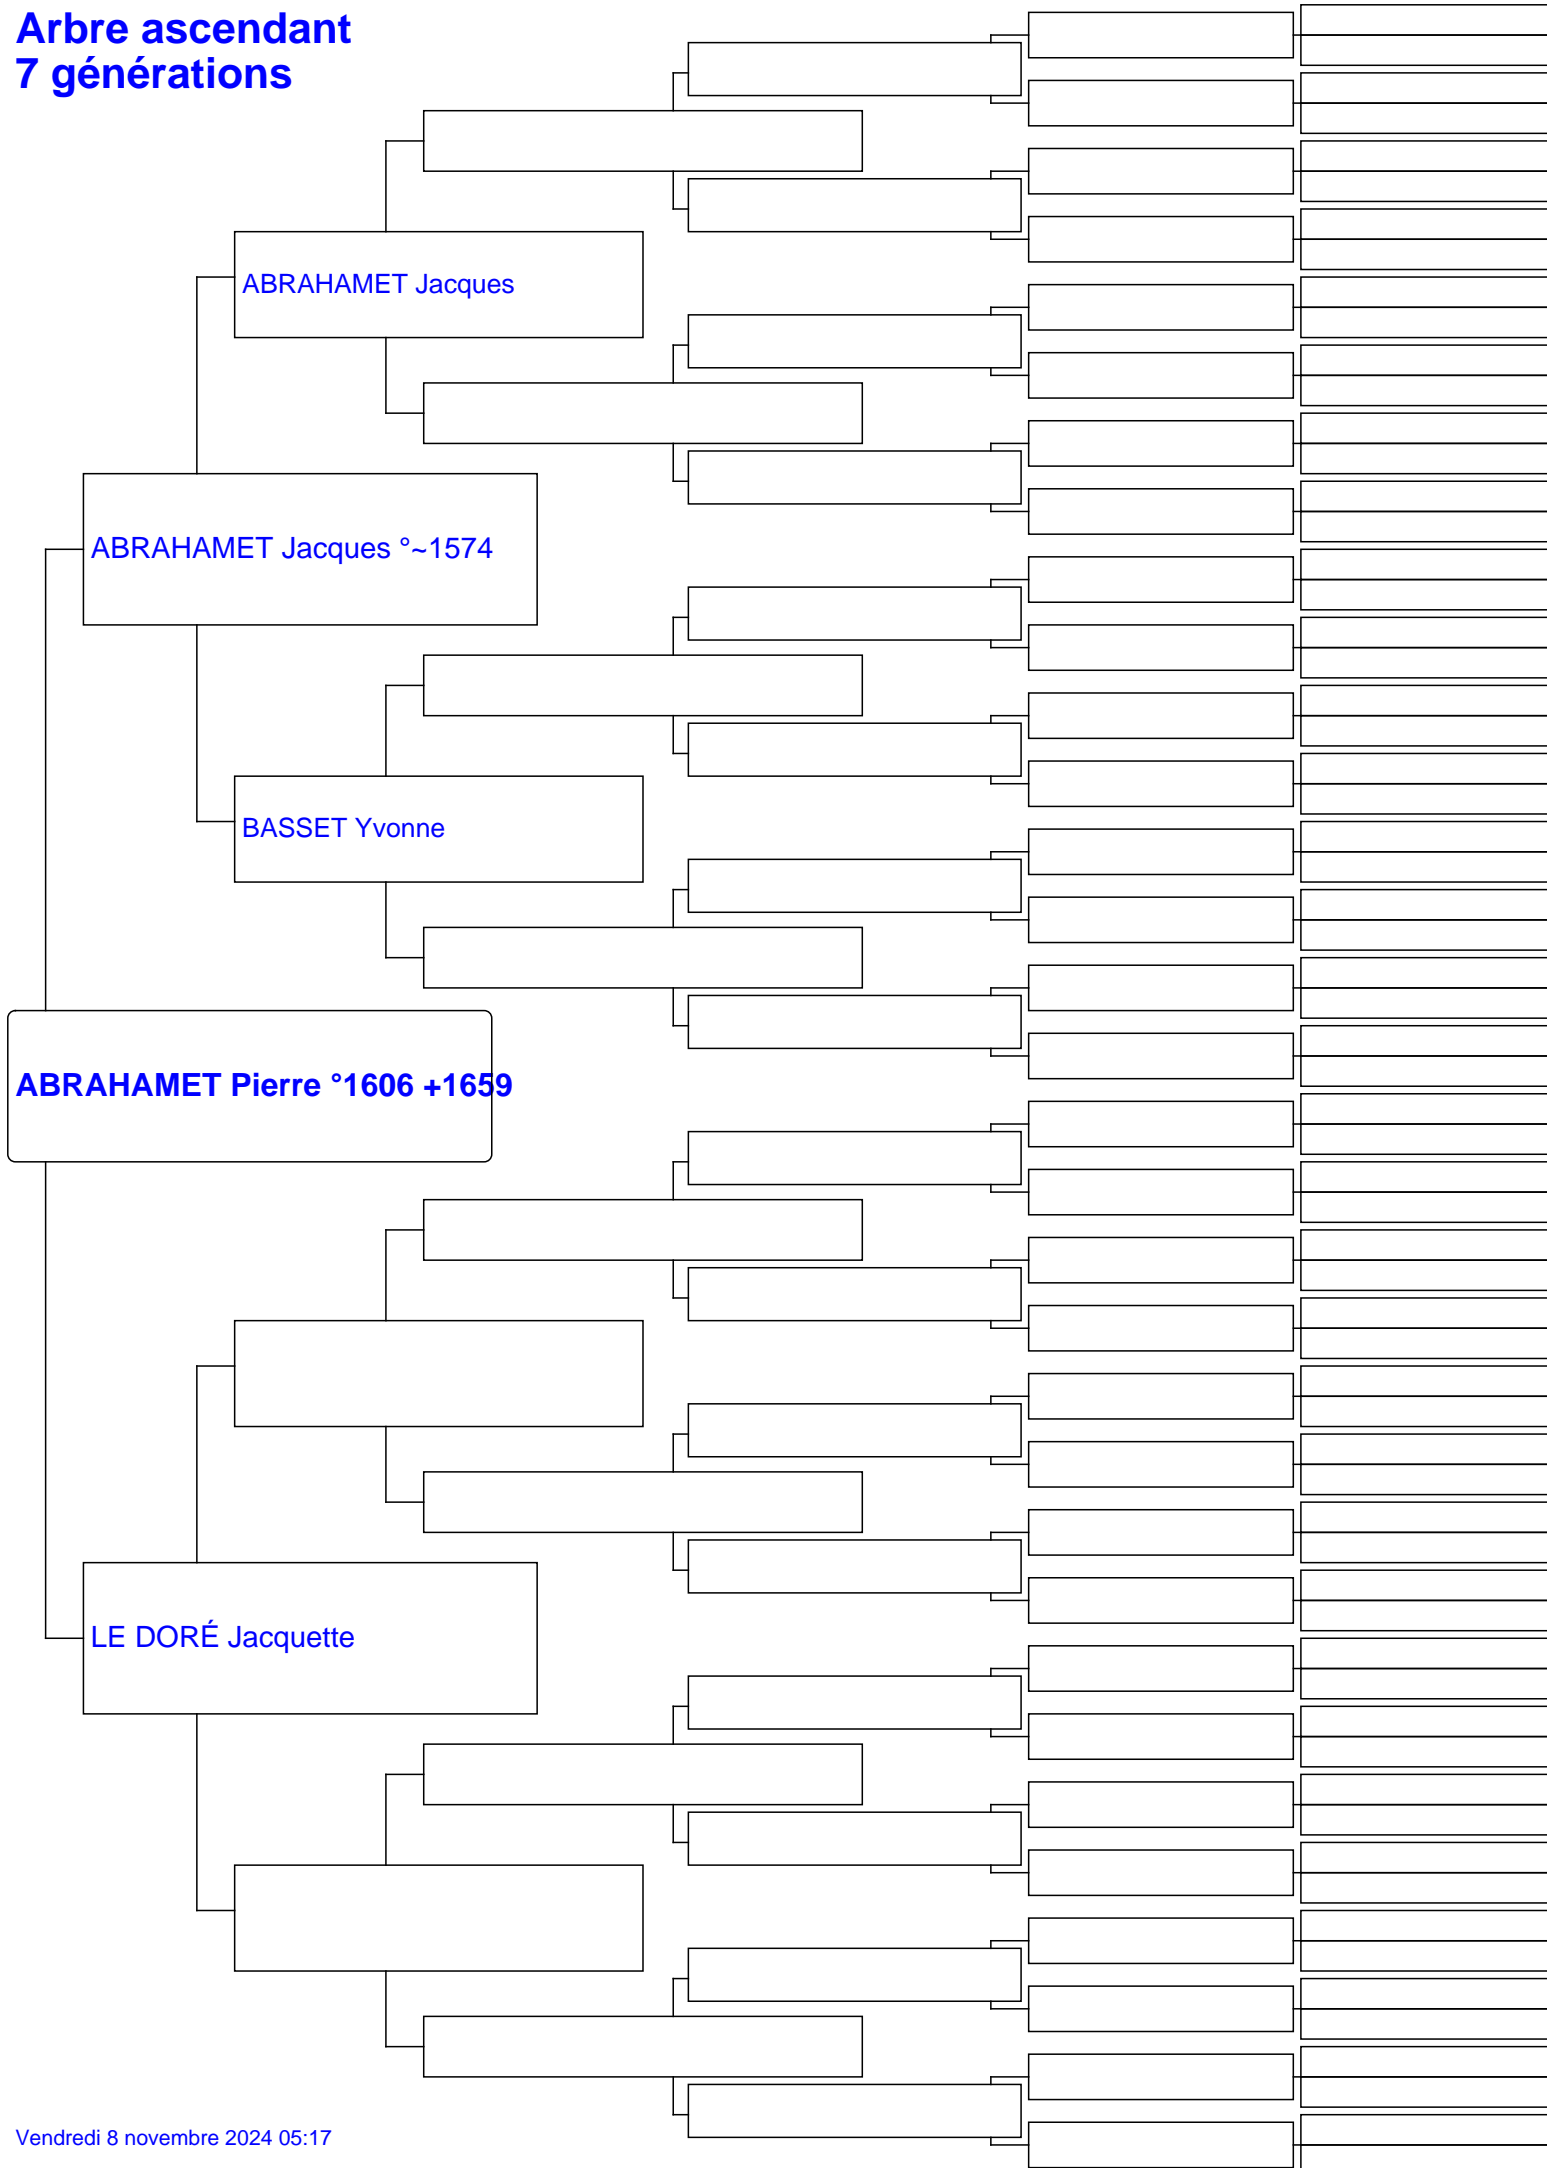 Arbre ascendant
7 générations
ABRAHAMET Jacques
ABRAHAMET Jacques °~1574
BASSET Yvonne
ABRAHAMET Pierre °1606 +1659
LE DORÉ Jacquette
Vendredi 8 novembre 2024 05:17